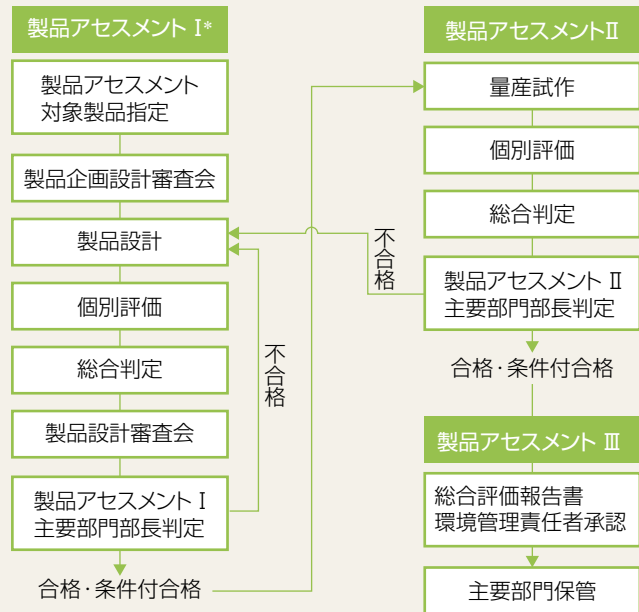 製品アセスメント Ⅰ*
製品アセスメント
対象製品指定
製品企画設計審査会
製品設計
個別評価
総合判定
製品設計審査会
製品アセスメント Ⅰ
主要部門部長判定
合格・条件付合格
不合格
製品アセスメントⅡ
量産試作
個別評価
総合判定
製品アセスメント Ⅱ
主要部門部長判定
不合格
合格・条件付合格
製品アセスメント Ⅲ
総合評価報告書
環境管理責任者承認
主要部門保管